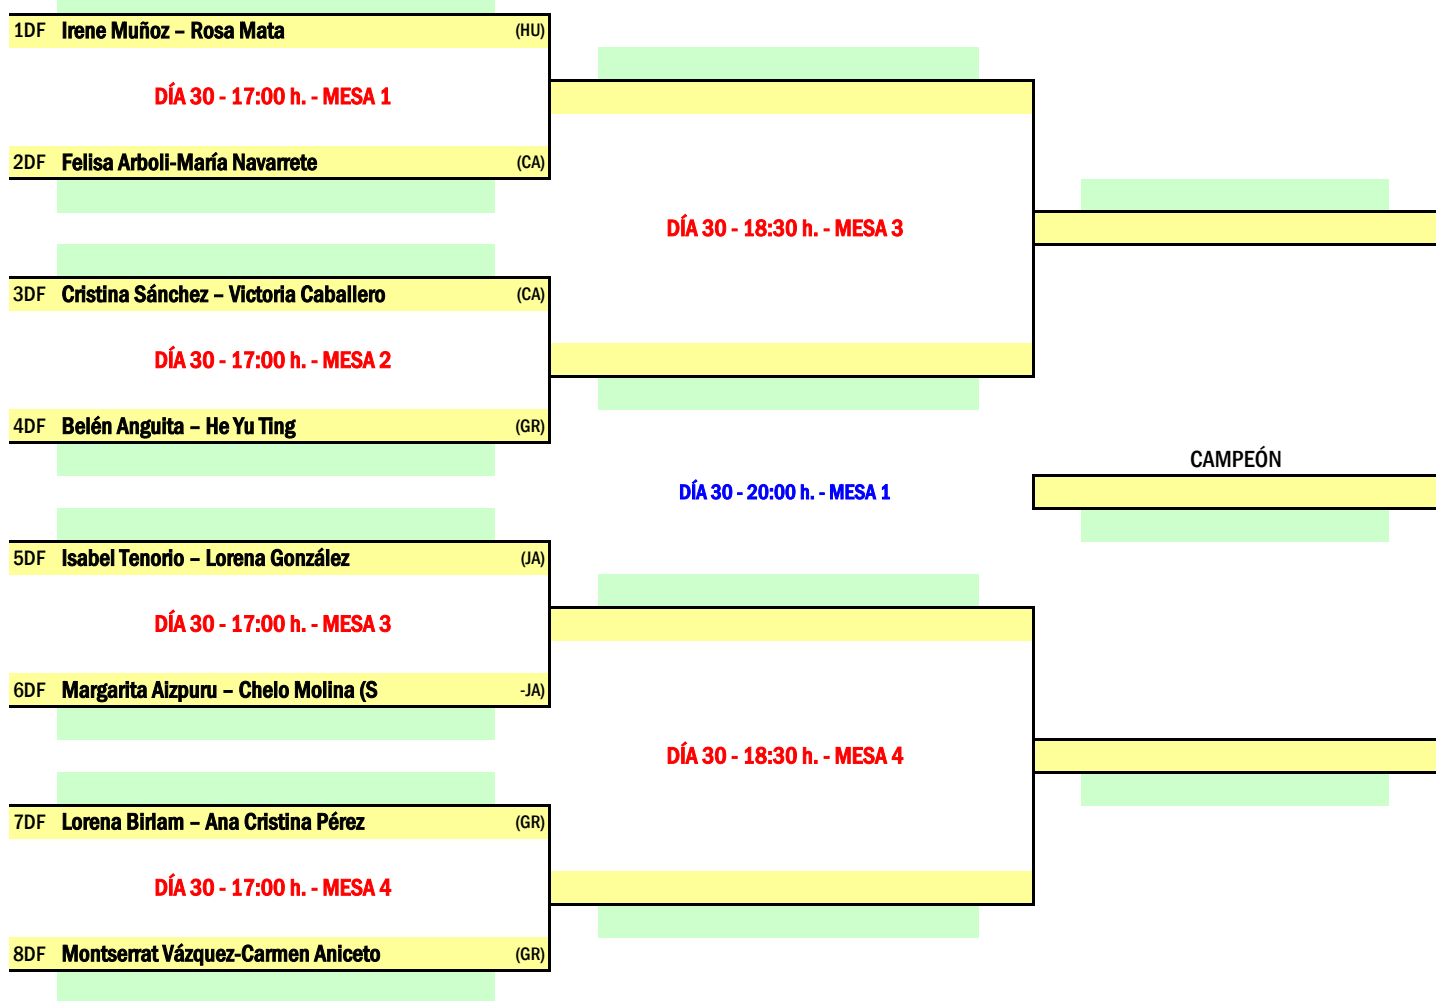 1DF Irene Muñoz – Rosa Mata (HU)
DÍA 30 - 17:00 h. - MESA 1
2DF Felisa Arboli-María Navarrete (CA)
DÍA 30 - 18:30 h. - MESA 3
3DF Cristina Sánchez – Victoria Caballero (CA)
DÍA 30 - 17:00 h. - MESA 2
4DF Belén Anguita – He Yu Ting (GR)
CAMPEÓN
DÍA 30 - 20:00 h. - MESA 1
5DF Isabel Tenorio – Lorena González (JA)
DÍA 30 - 17:00 h. - MESA 3
6DF Margarita Aizpuru – Chelo Molina (S -JA)
DÍA 30 - 18:30 h. - MESA 4
7DF Lorena Birlam – Ana Cristina Pérez (GR)
DÍA 30 - 17:00 h. - MESA 4
8DF Montserrat Vázquez-Carmen Aniceto (GR)